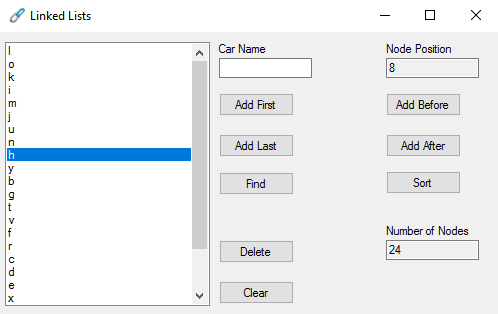 Linked Lists
l
o
k
i
m
j
u
n
h
y
b
g
t
v
f
r
c
d
e
x
Car Name
Node Position
8
Add First
Add Before
Add Last
Add After
Find
Sort
Number of Nodes
24
Delete
Clear